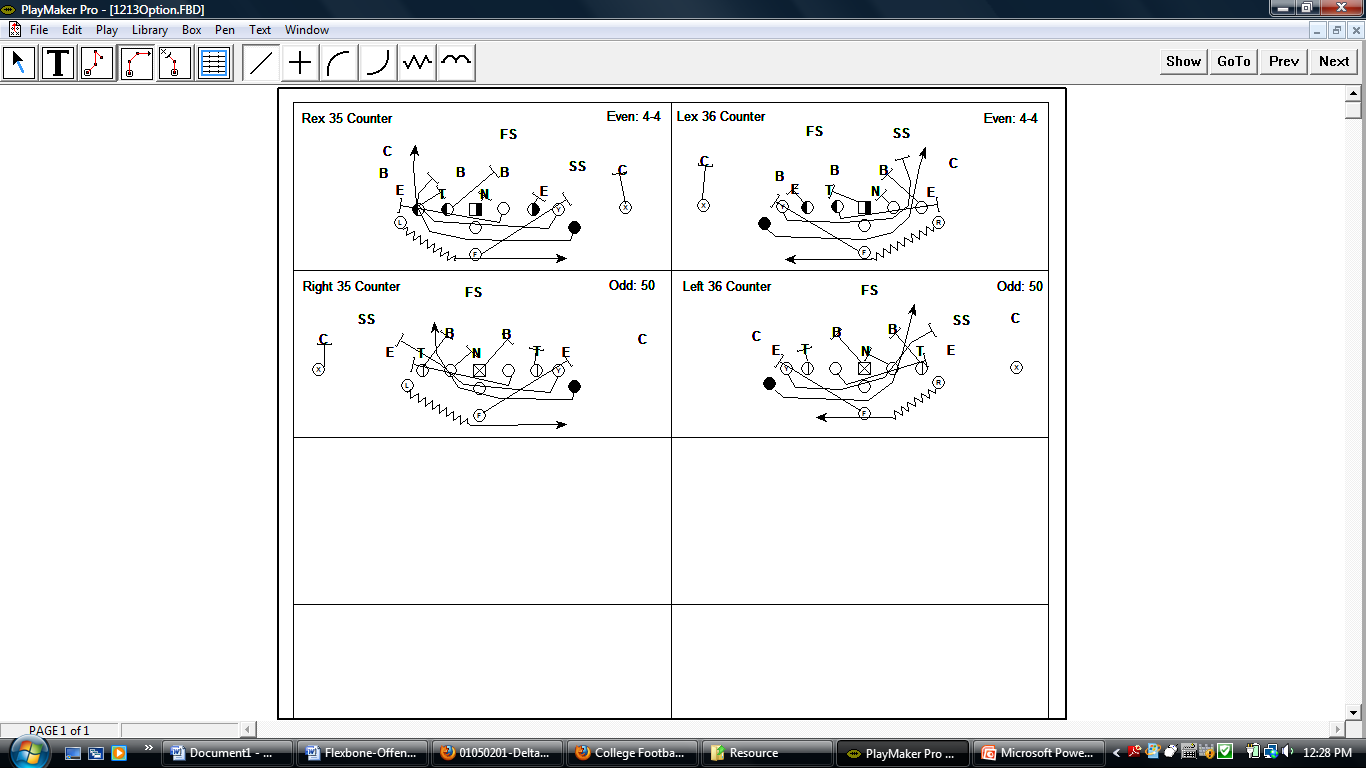 PlayMaker Pro - [1213Option.FBD]
File Edit Play Library Box Pen Text Window
T
Show GoTo Prev Next
Rex 35 Counter
Even: 4-4
FS
C
B
B
B
SS
C
E
T
N
E
L
Y
X
F
Lex 36 Counter
Even: 4-4
FS
SS
C
C
B
B
B
E
T
N
E
X
Y
R
F
Right 35 Counter
Odd: 50
FS
SS
C
B
B
C
E
T
N
T
E
X
Y
L
F
Left 36 Counter
Odd: 50
FS
SS
C
C
B
B
E
T
N
T
E
Y
X
R
F
PAGE 1 of 1
Document1 - ...
Flexbone-Offen...
01050201-Delta...
College Footba...
Resource
PlayMaker Pro ...
Microsoft Powe...
12:28 PM